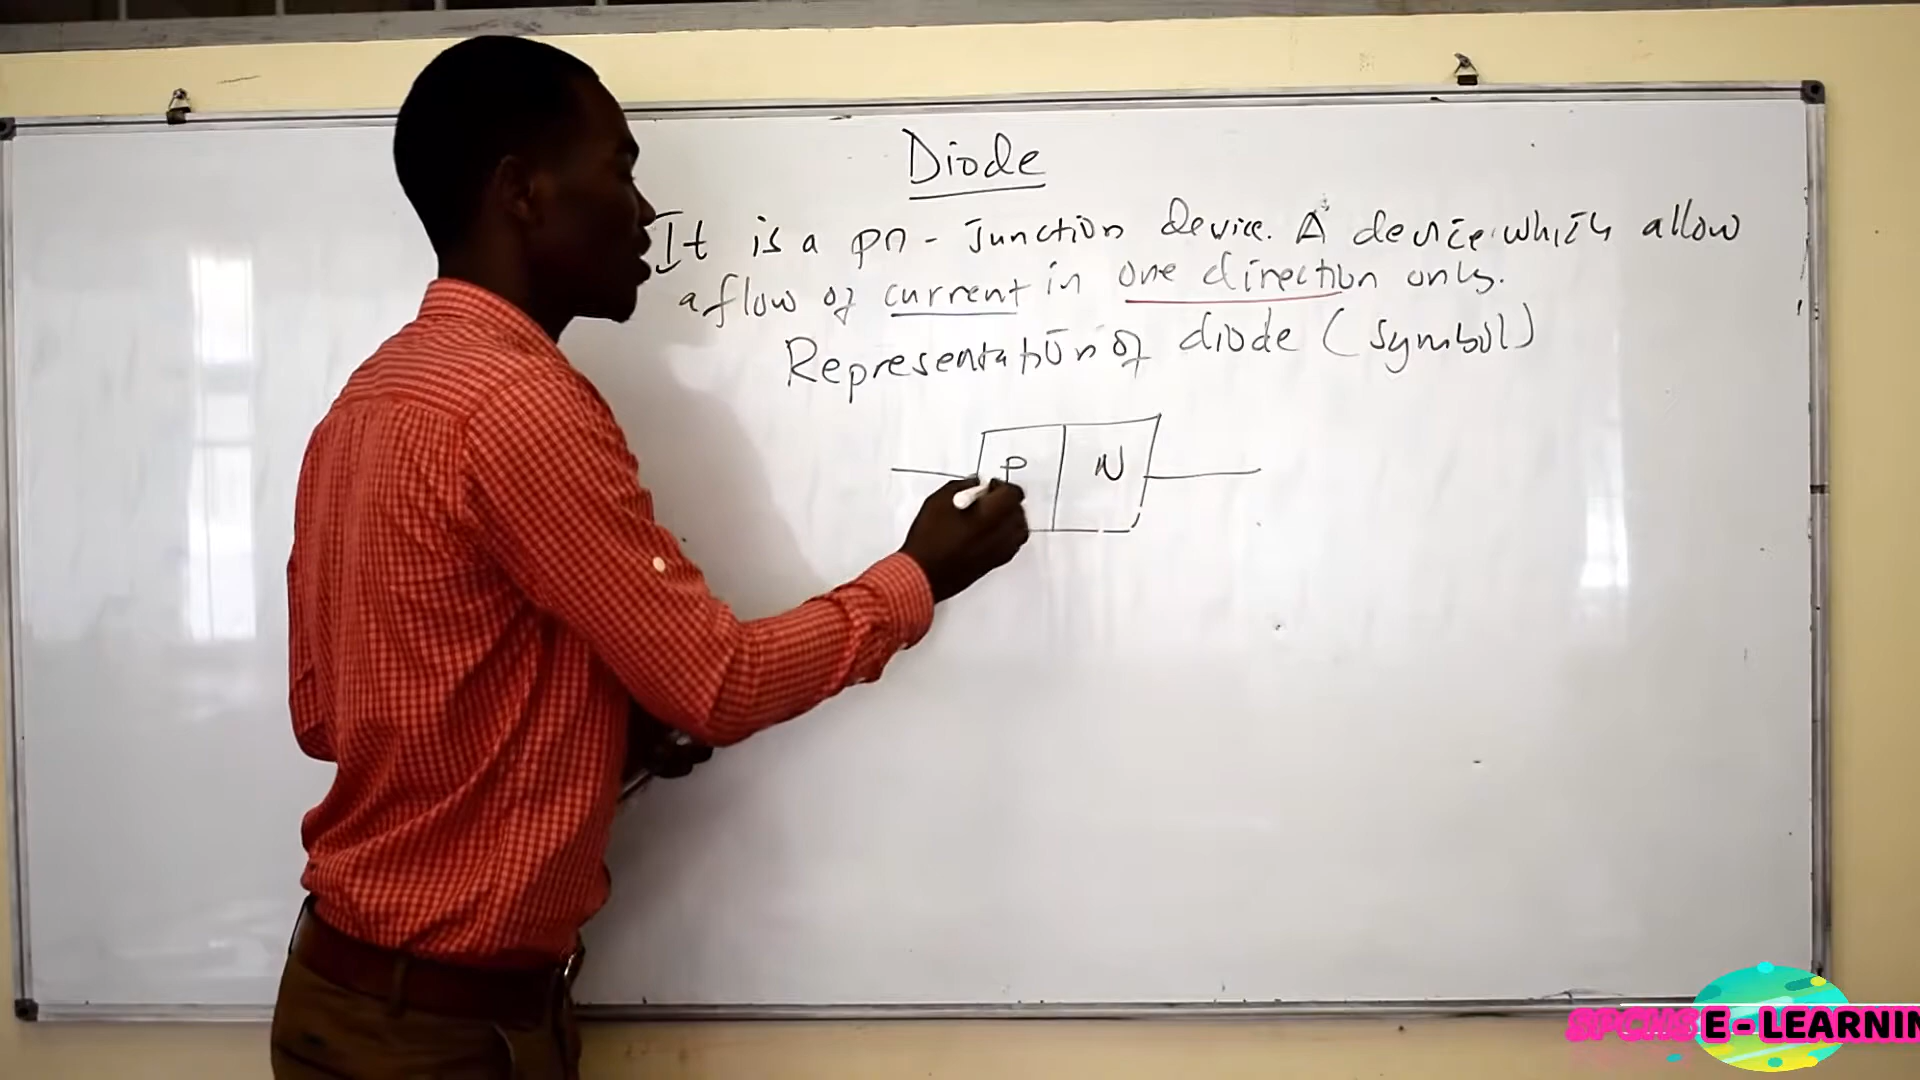 Diode
It is a pn - Junction device. A device which allow
a flow of current in one direction only.
Representation of diode (symbol)
P N
SPCHS E - LEARNIN